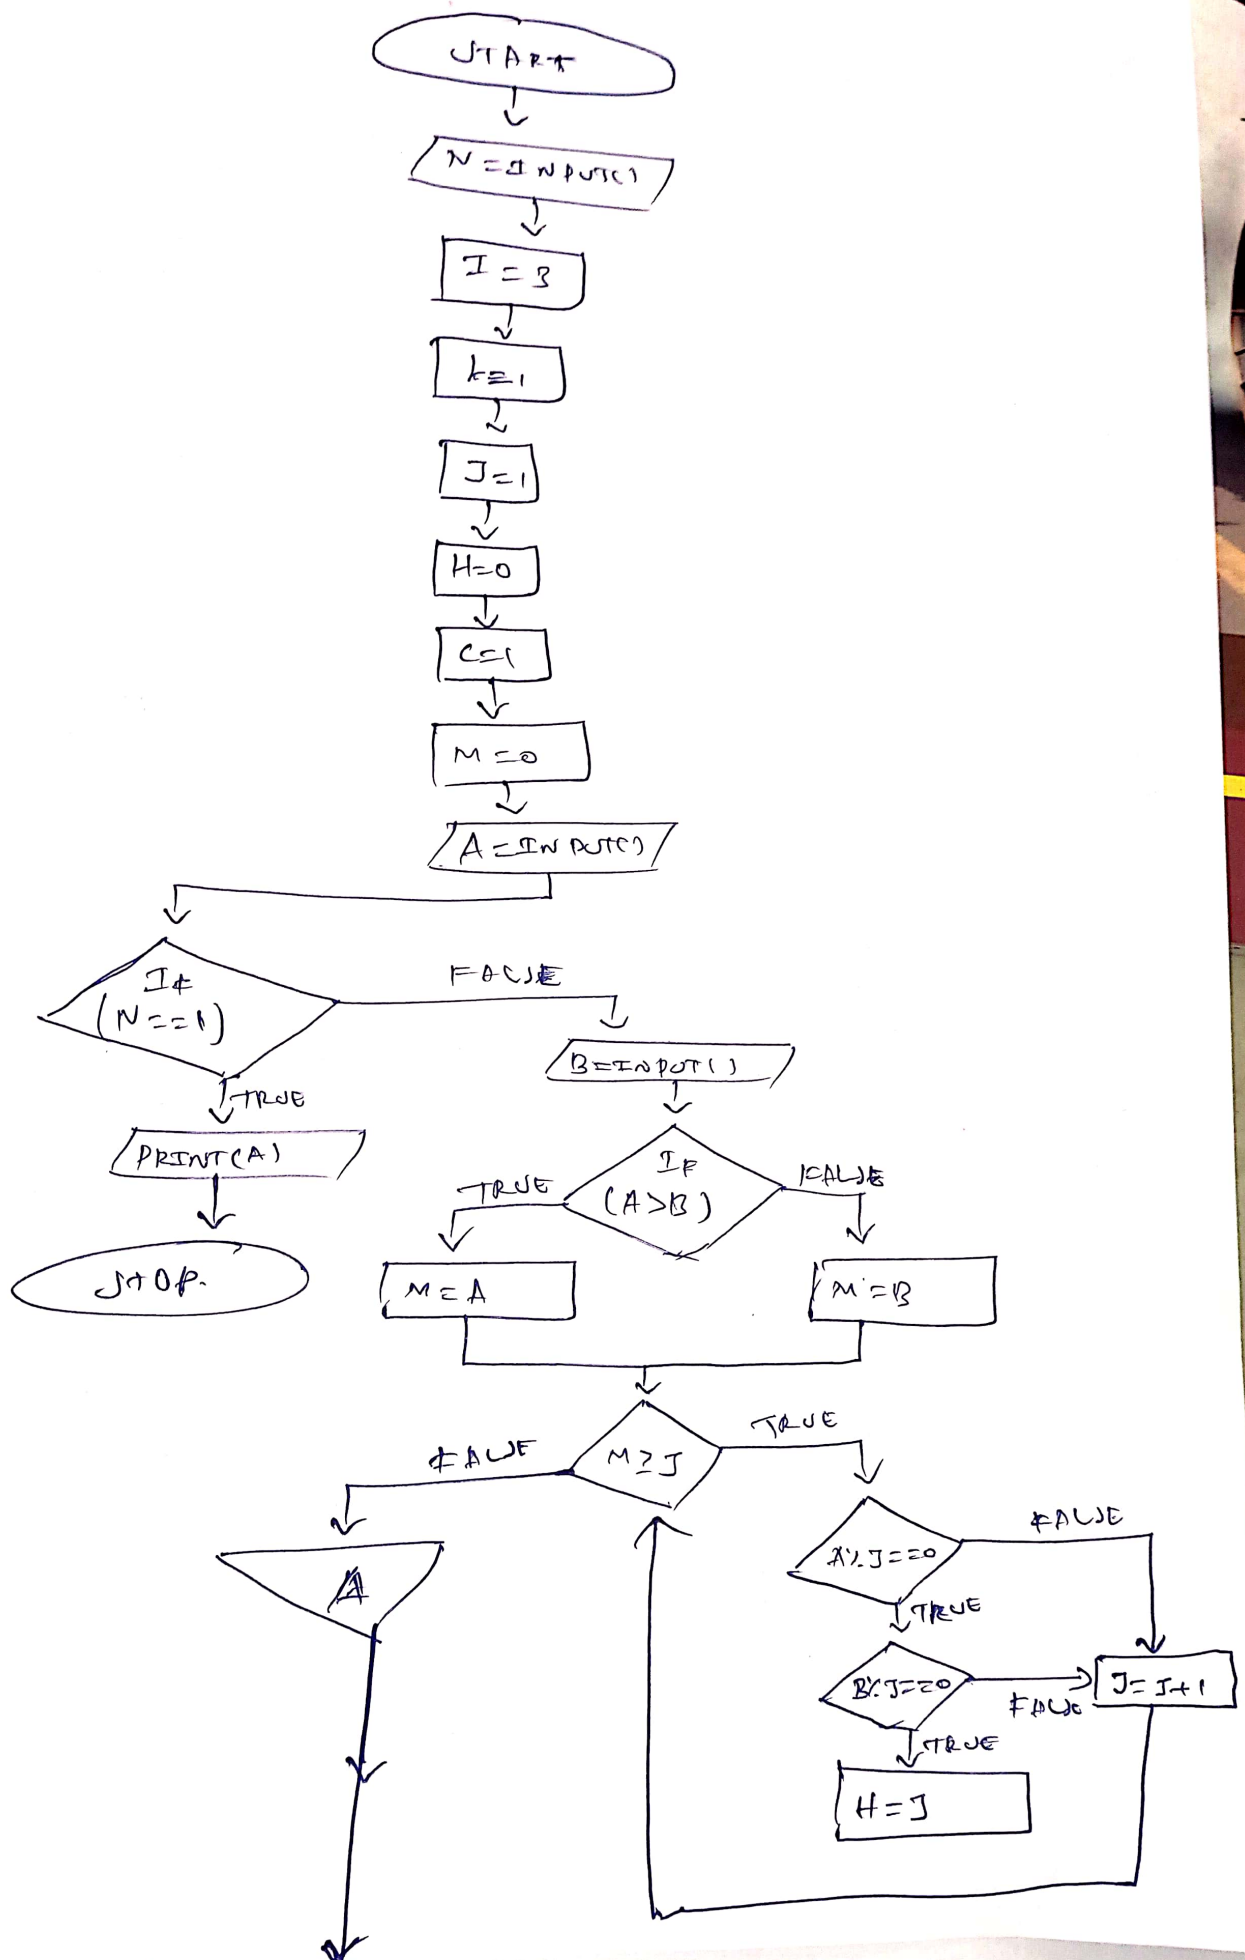 START
N=INPUT()
I=3
k=1
J=1
H=0
C=1
M=0
A=INPUT()
IF
(N==1)
FALSE
TRUE
PRINT(A)
STOP.
B=INPUT()
IF
(A>B)
TRUE
FALSE
M=A
M=B
M≥J
FALSE
TRUE
A
A%J==0
FALSE
TRUE
B%J==0
FALSE
J=J+1
TRUE
H=J